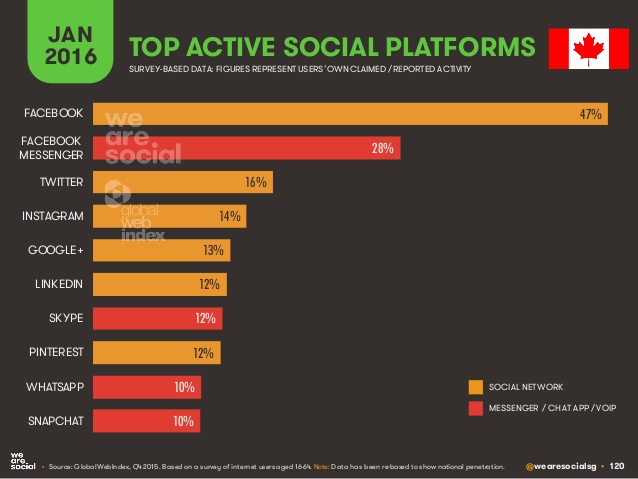 JAN
2016
TOP ACTIVE SOCIAL PLATFORMS
SURVEY-BASED DATA: FIGURES REPRESENT USERS' OWN CLAIMED / REPORTED ACTIVITY
FACEBOOK 47%
FACEBOOK
MESSENGER 28%
TWITTER 16%
INSTAGRAM 14%
GOOGLE+ 13%
LINKEDIN 12%
SKYPE 12%
PINTEREST 12%
WHATSAPP 10%
SNAPCHAT 10%
we
are
social
global
web
index
SOCIAL NETWORK
MESSENGER / CHAT APP / VOIP
we
are
social
• Source: GlobalWebIndex, Q4 2015. Based on a survey of internet users aged 16-64. Note: Data has been rebased to show national penetration.
@wearesocialsg • 120